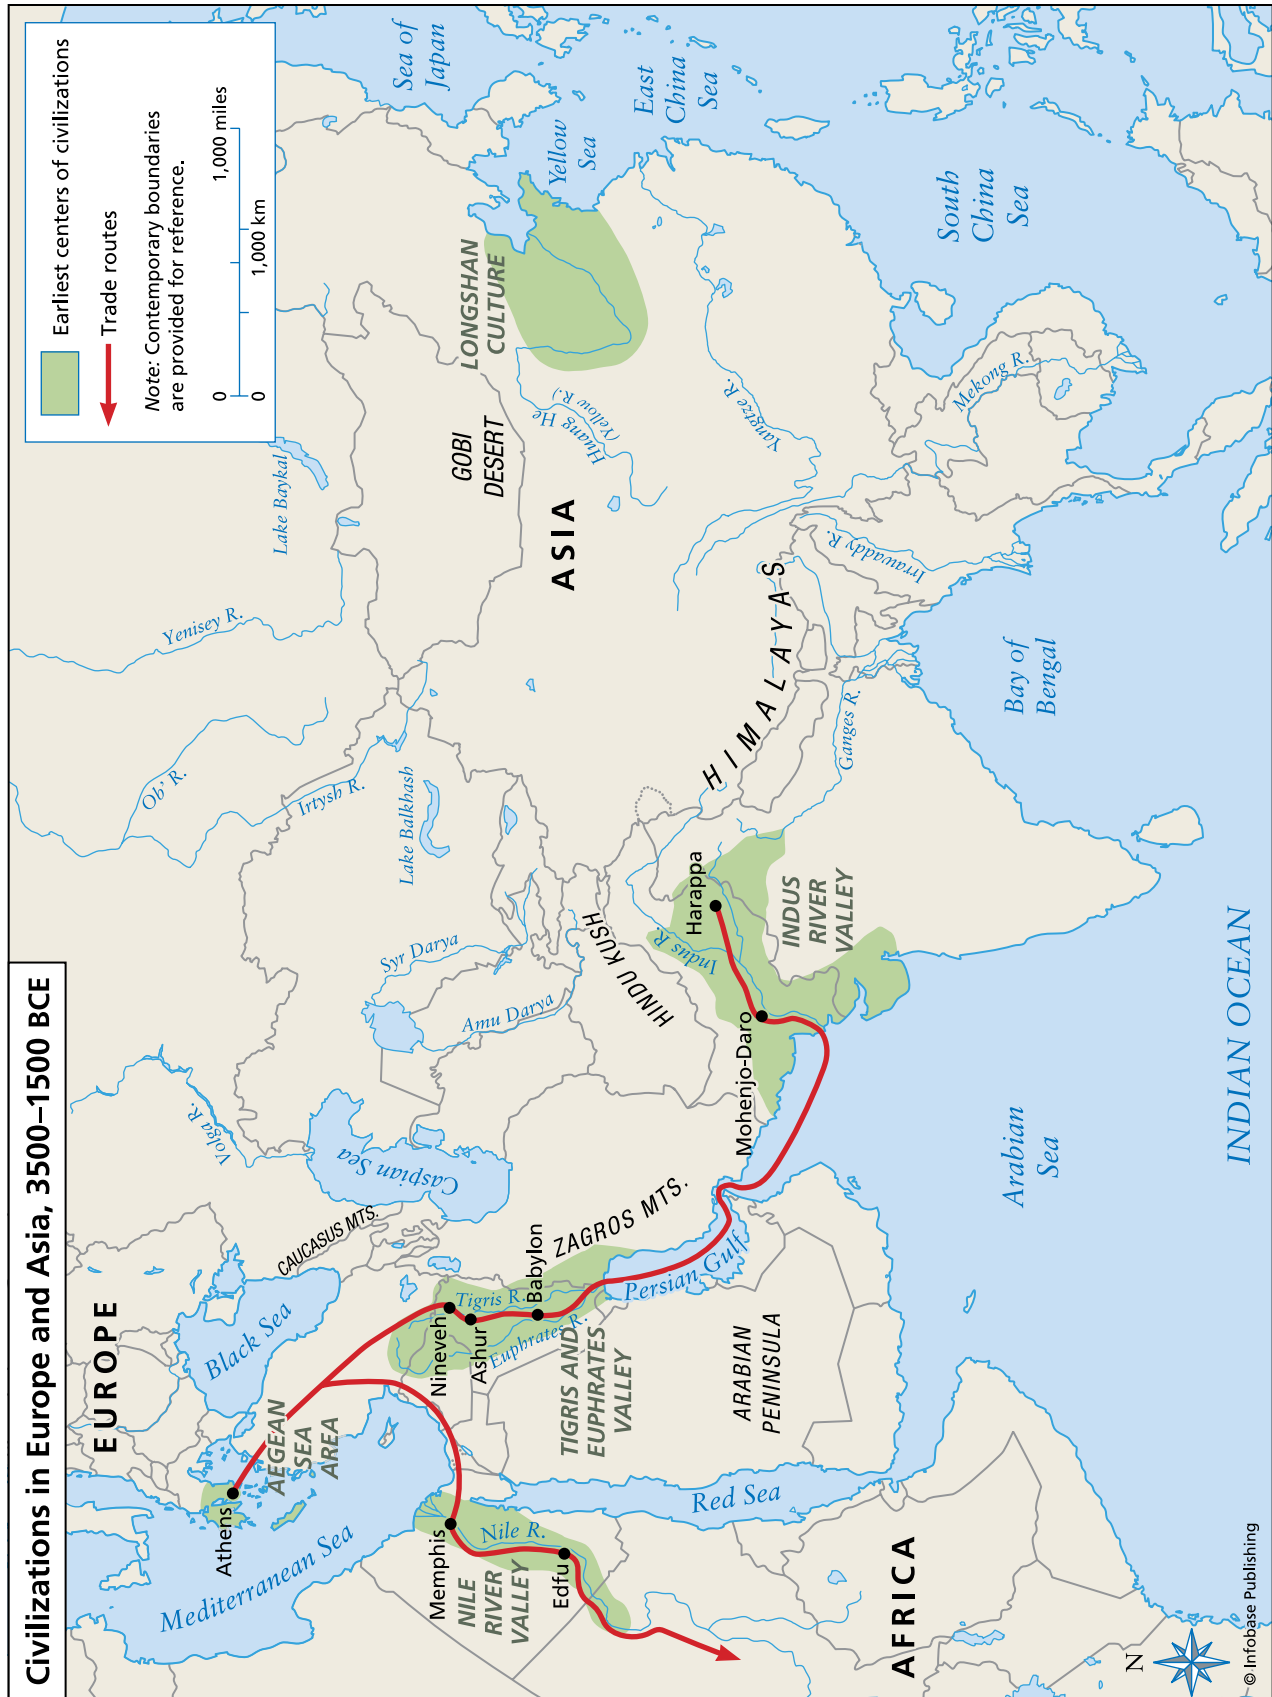 Civilizations in Europe and Asia, 3500–1500 BCE
Earliest centers of civilizations
Trade routes
Note: Contemporary boundaries
are provided for reference.
0
1,000 miles
0
1,000 km
EUROPE
ASIA
AFRICA
Volga R.
Ob' R.
Irtysh R.
Yenisey R.
Lake Baykal
Lake Balkhash
Syr Darya
Amu Darya
Caspian Sea
CAUCASUS MTS.
Black Sea
Athens
AEGEAN
SEA
AREA
Mediterranean Sea
Nineveh
Ashur
Babylon
Tigris R.
Euphrates R.
TIGRIS AND
EUPHRATES
VALLEY
ZAGROS MTS.
Persian Gulf
ARABIAN
PENINSULA
Memphis
Nile R.
NILE
RIVER
VALLEY
Edfu
Red Sea
HINDU KUSH
Harappa
Indus R.
Mohenjo-Daro
INDUS
RIVER
VALLEY
HIMALAYAS
Ganges R.
Irrawaddy R.
GOBI
DESERT
LONGSHAN
CULTURE
Huang He
(Yellow R.)
Yangtze R.
Mekong R.
Sea of
Japan
Yellow
Sea
East
China
Sea
South
China
Sea
Bay of
Bengal
Arabian
Sea
INDIAN OCEAN
N
© Infobase Publishing